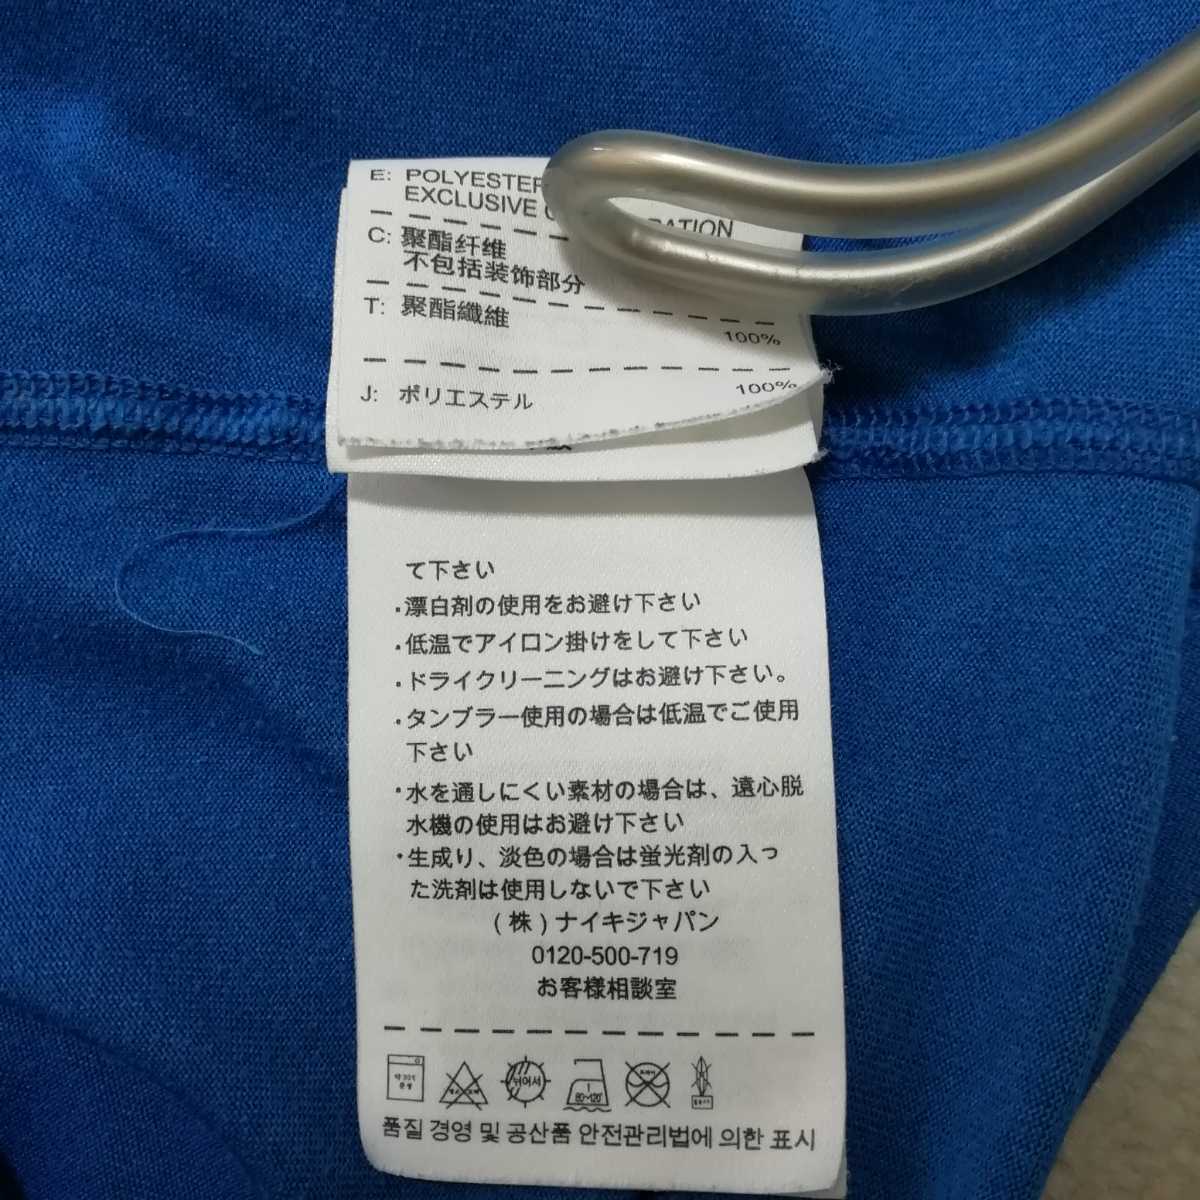 E: POLYESTER
EXCLUSIVE
C: 聚酯纤维
不包括装饰部分
T: 聚酯纖維
100%
J: ポリエステル 100%
て下さい
・漂白剤の使用をお避け下さい
・低温でアイロン掛けをして下さい
・ドライクリーニングはお避け下さい。
・タンブラー使用の場合は低温でご使用
下さい
・水を通しにくい素材の場合は、遠心脱
水機の使用はお避け下さい
・生成り、淡色の場合は蛍光剤の入っ
た洗剤は使用しないで下さい
(株)ナイキジャパン
0120-500-719
お客様相談室
뉘어서 80~120°
품질 경영 및 공산품 안전관리법에 의한 표시